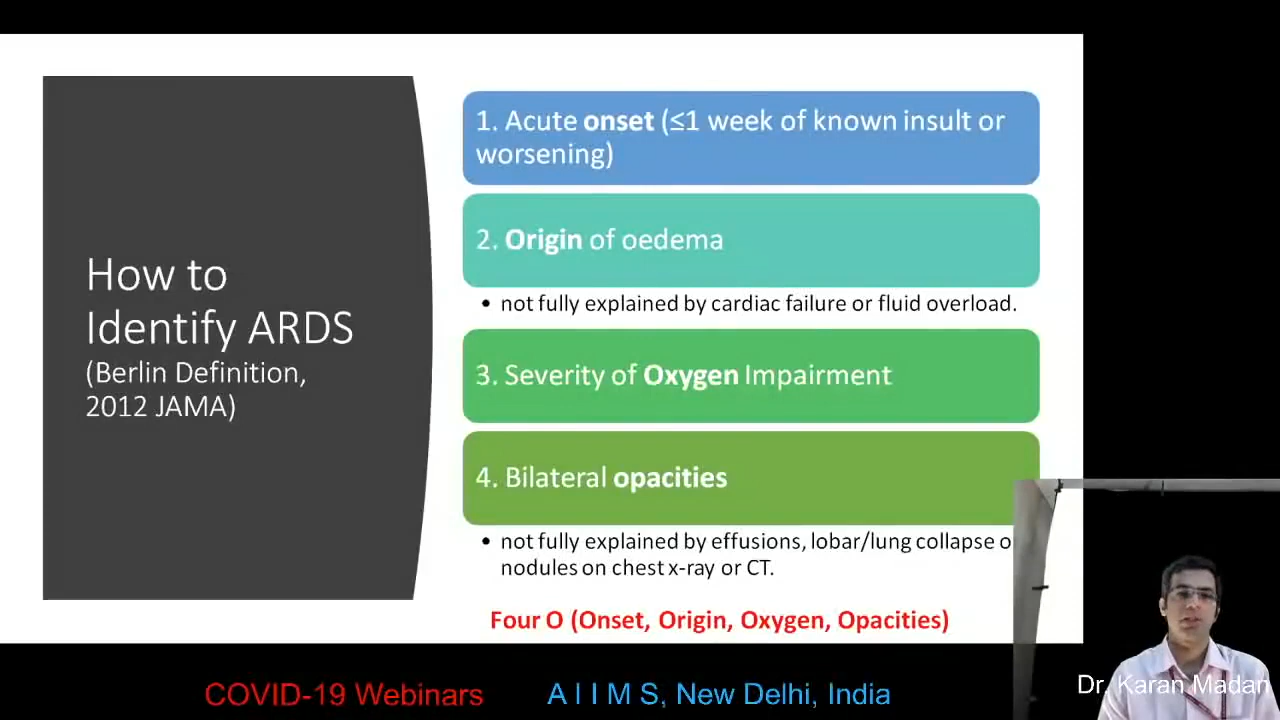 How to
Identify ARDS
(Berlin Definition,
2012 JAMA)
1. Acute onset (≤1 week of known insult or
worsening)
2. Origin of oedema
• not fully explained by cardiac failure or fluid overload.
3. Severity of Oxygen Impairment
4. Bilateral opacities
• not fully explained by effusions, lobar/lung collapse o
nodules on chest x-ray or CT.
Four O (Onset, Origin, Oxygen, Opacities)
COVID-19 Webinars
A I I M S, New Delhi, India
Dr. Karan Madan